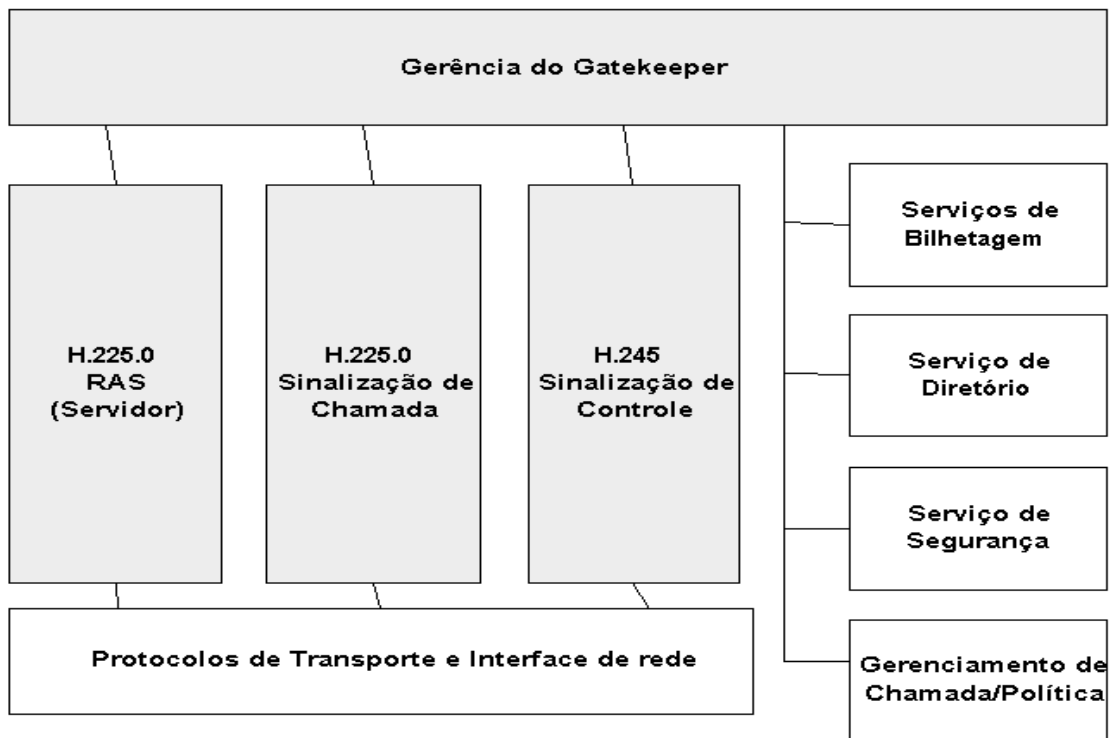 Gerência do Gatekeeper
H.225.0
RAS
(Servidor)
H.225.0
Sinalização de
Chamada
H.245
Sinalização de
Controle
Serviços de
Bilhetagem
Serviço de
Diretório
Serviço de
Segurança
Gerenciamento de
Chamada/Política
Protocolos de Transporte e Interface de rede